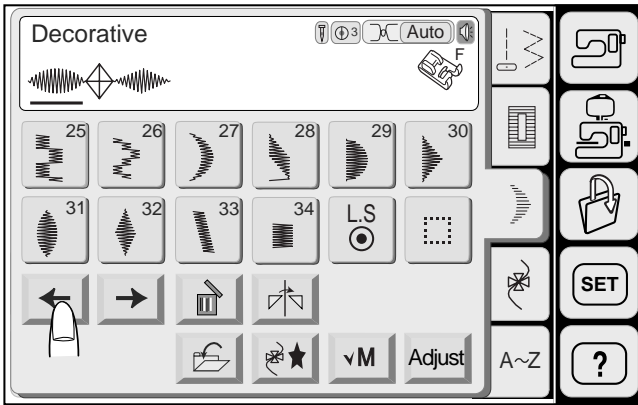 Decorative 3 Auto
F
25 26 27 28 29 30
31 32 33 34 L.S
SET
M Adjust A~Z ?